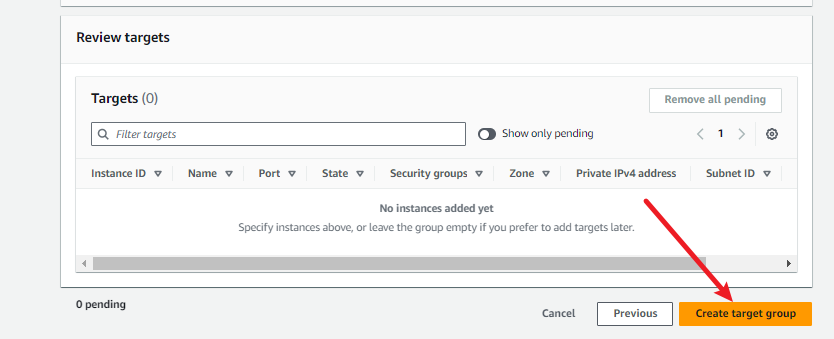 Review targets
Targets (0)
Remove all pending
Filter targets
Show only pending
1
Instance ID Name Port State Security groups Zone Private IPv4 address Subnet ID
No instances added yet
Specify instances above, or leave the group empty if you prefer to add targets later.
0 pending
Cancel Previous Create target group